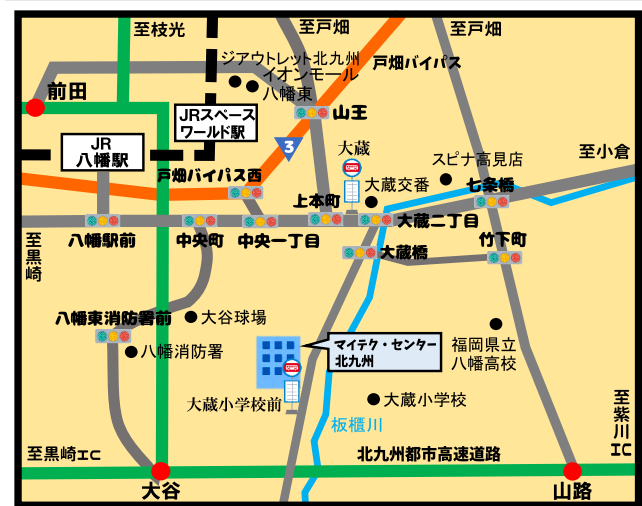 至枝光
至戸畑
至戸畑
ジアウトレット北九州
イオンモール
八幡東
戸畑バイパス
前田
JRスペース
ワールド駅
山王
JR
八幡駅
3
大蔵
スピナ高見店
至小倉
戸畑バイパス西
上本町
大蔵交番
七条橋
八幡駅前
中央町
中央一丁目
大蔵二丁目
竹下町
至黒崎
大蔵橋
八幡東消防署前
大谷球場
八幡消防署
マイテク・センター
北九州
福岡県立
八幡高校
大蔵小学校前
大蔵小学校
板櫃川
至紫川IC
至黒崎IC
北九州都市高速道路
大谷
山路